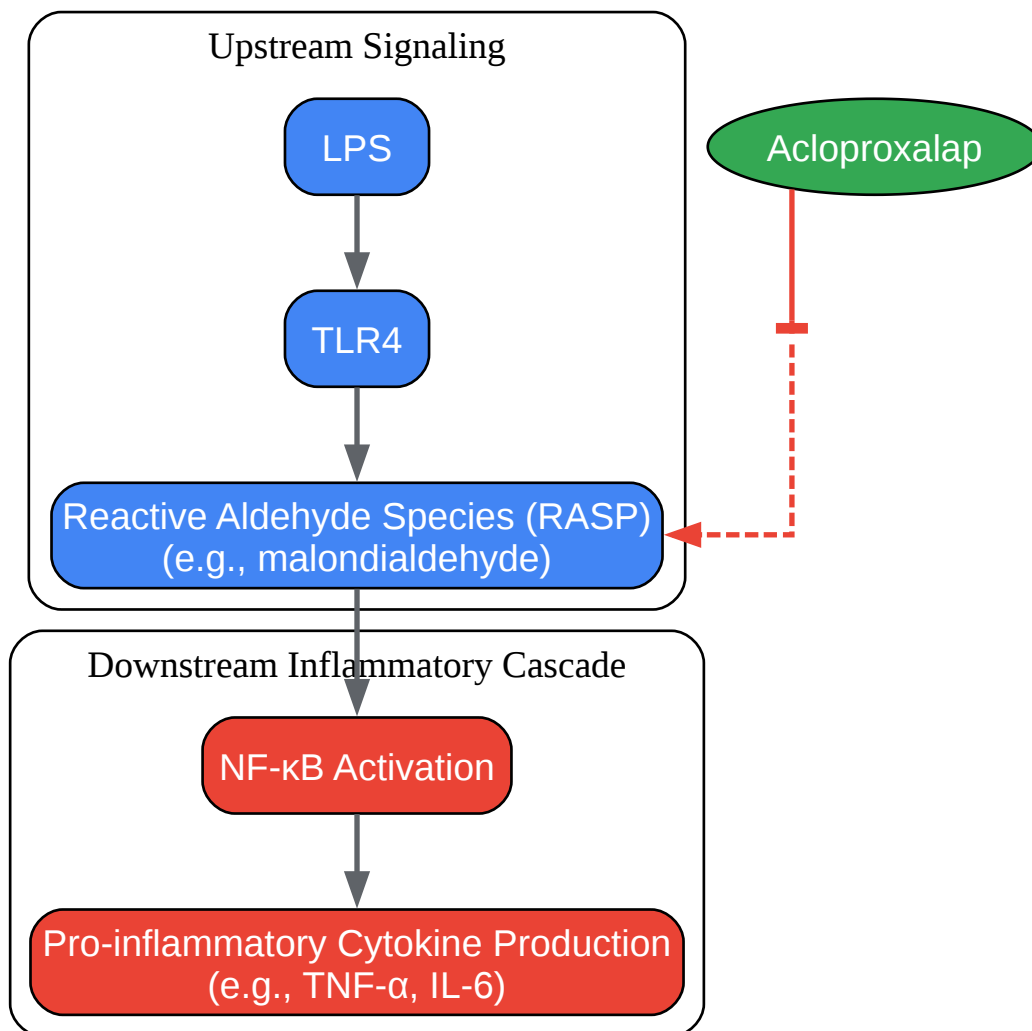 Upstream Signaling
LPS
Acloproxalap
TLR4
Reactive Aldehyde Species (RASP)
(e.g., malondialdehyde)
Downstream Inflammatory Cascade
NF-κB Activation
Pro-inflammatory Cytokine Production
(e.g., TNF-α, IL-6)